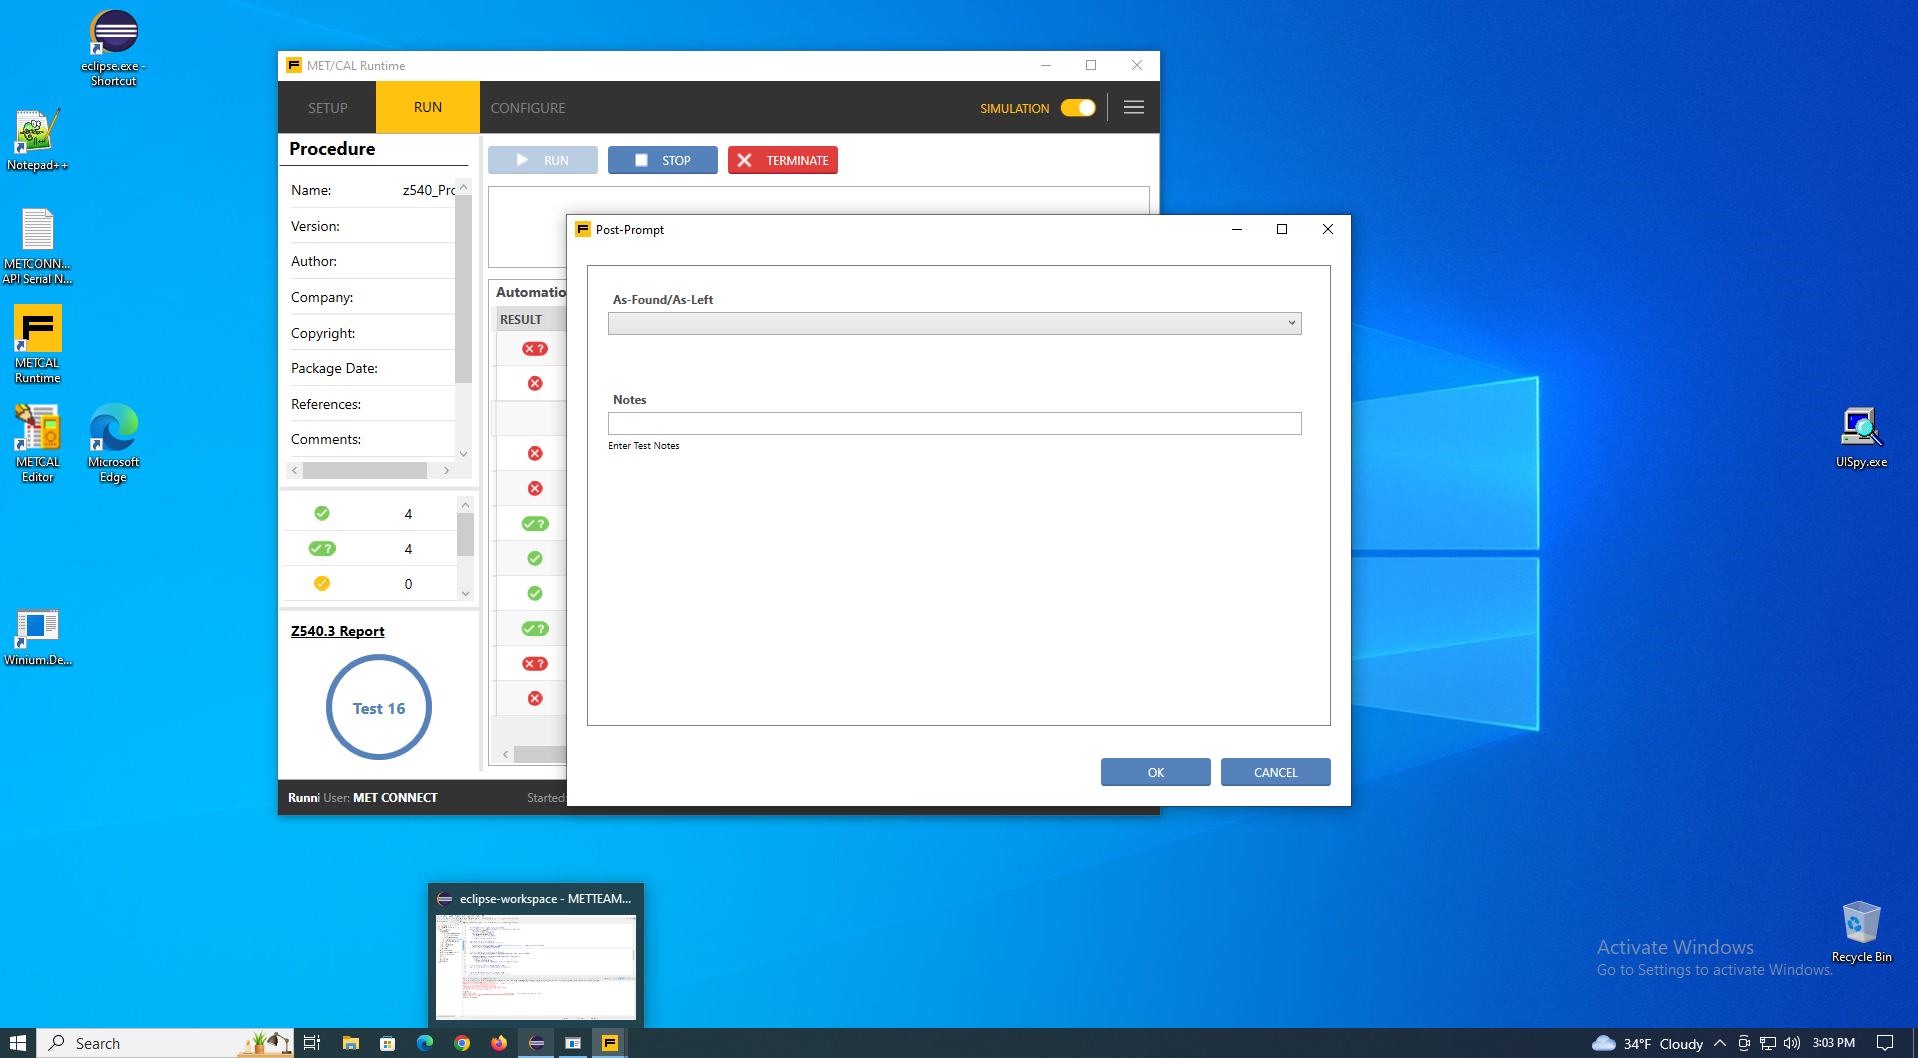 eclipse.exe -
Shortcut
Notepad++
METCONN...
API Serial N...
METCAL
Runtime
METCAL
Editor
Microsoft
Edge
Winium.De...
MET/CAL Runtime
SETUP
RUN
CONFIGURE
SIMULATION
Procedure
Name:
z540_Pro
Version:
Author:
Company:
Copyright:
Package Date:
References:
Comments:
4
4
0
Z540.3 Report
Test 16
RUN
STOP
TERMINATE
Automatio
RESULT
Runni User: MET CONNECT
Started:
Post-Prompt
As-Found/As-Left
Notes
Enter Test Notes
OK
CANCEL
UISpy.exe
Recycle Bin
Activate Windows
Go to Settings to activate Windows.
eclipse-workspace - METTEAM...
Search
34°F Cloudy
3:03 PM